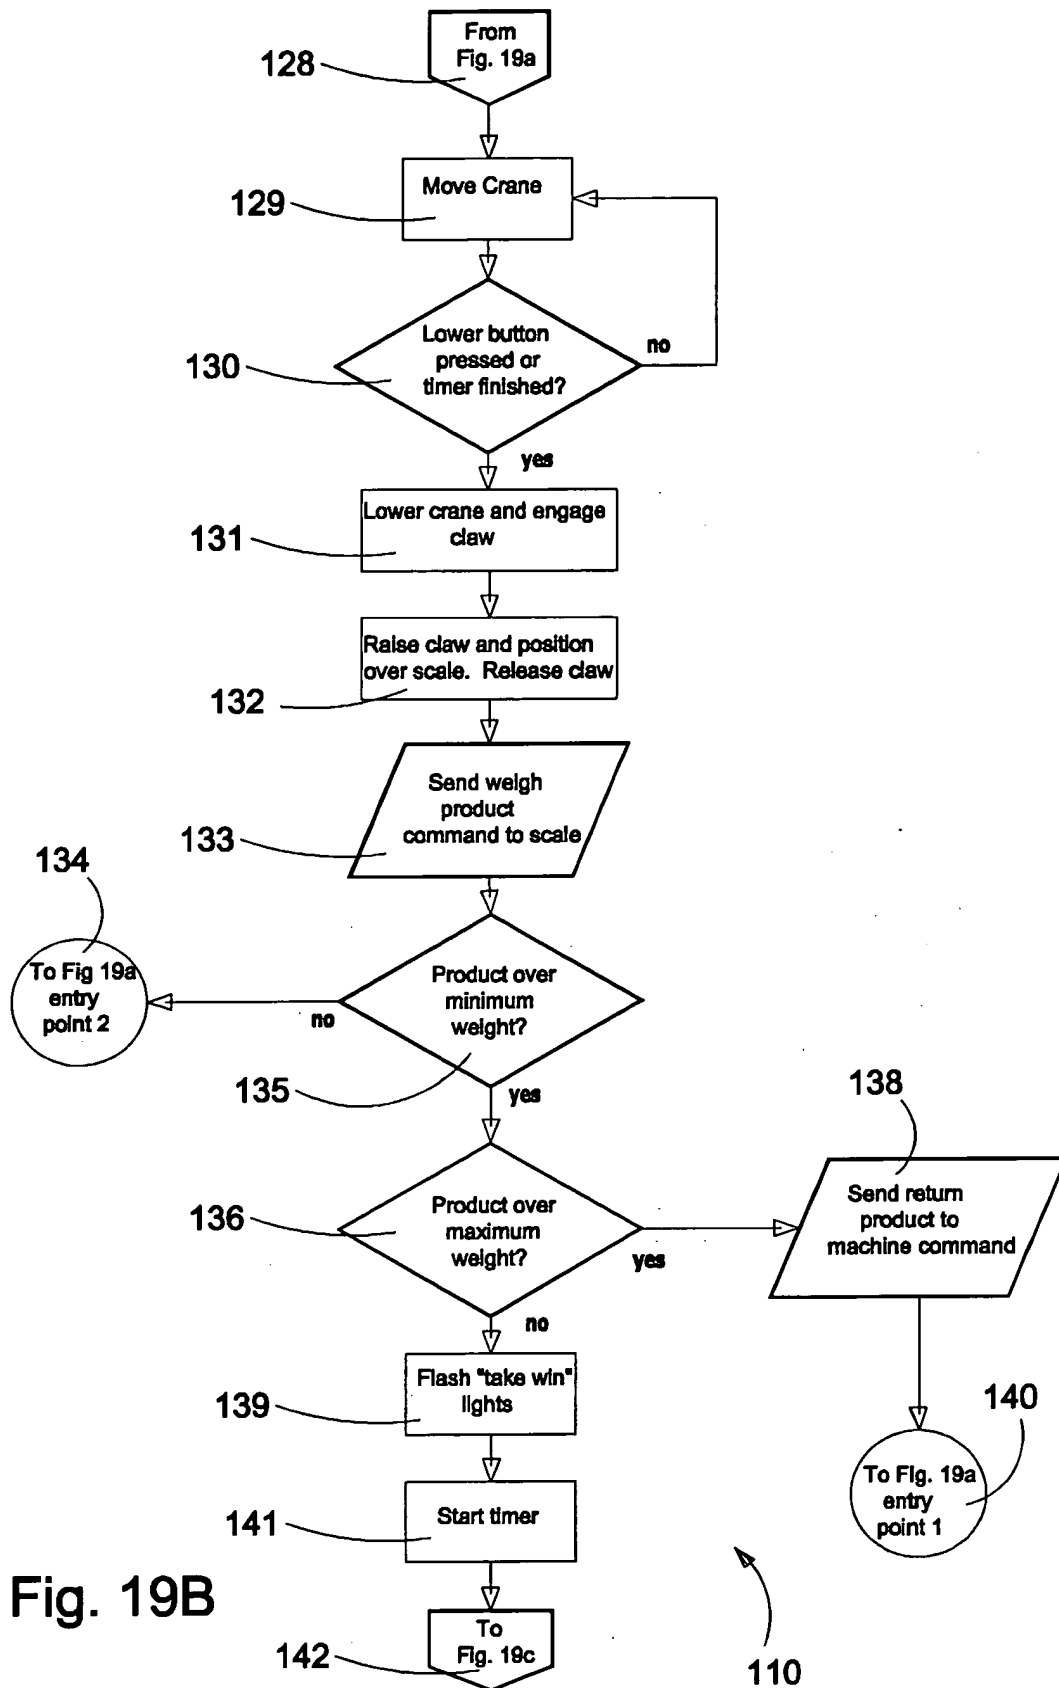 From
Fig. 19a
128
Move Crane
129
Lower button
pressed or
timer finished?
no
130
yes
Lower crane and engage
claw
131
Raise claw and position
over scale. Release claw
132
Send weigh
product
command to scale
133
134
To Fig 19a
entry
point 2
no
Product over
minimum
weight?
135
yes
138
Product over
maximum
weight?
136
yes
Send return
product to
machine command
no
Flash "take win"
lights
139
140
To Fig. 19a
entry
point 1
Start timer
141
Fig. 19B
To
Fig. 19c
142
110